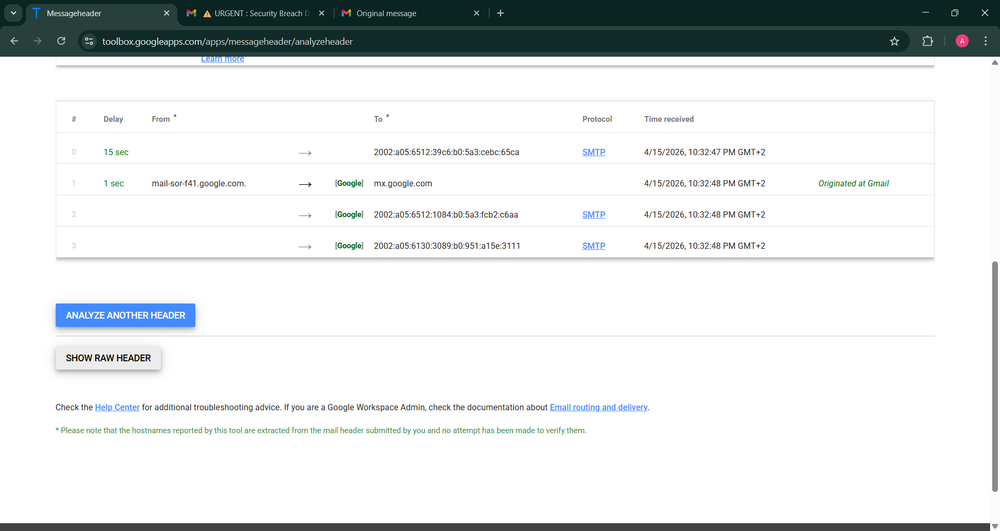 Messageheader
URGENT : Security Breach D
Original message
toolbox.googleapps.com/apps/messageheader/analyzeheader
A
Learn more
# Delay From * To * Protocol Time received
0 15 sec → 2002:a05:6512:39c6:b0:5a3:cebc:65ca SMTP 4/15/2026, 10:32:47 PM GMT+2
1 1 sec mail-sor-f41.google.com. → [Google] mx.google.com 4/15/2026, 10:32:48 PM GMT+2 Originated at Gmail
2 → [Google] 2002:a05:6512:1084:b0:5a3:fcb2:c6aa SMTP 4/15/2026, 10:32:48 PM GMT+2
3 → [Google] 2002:a05:6130:3089:b0:951:a15e:3111 SMTP 4/15/2026, 10:32:48 PM GMT+2
ANALYZE ANOTHER HEADER
SHOW RAW HEADER
Check the Help Center for additional troubleshooting advice. If you are a Google Workspace Admin, check the documentation about Email routing and delivery.
* Please note that the hostnames reported by this tool are extracted from the mail header submitted by you and no attempt has been made to verify them.